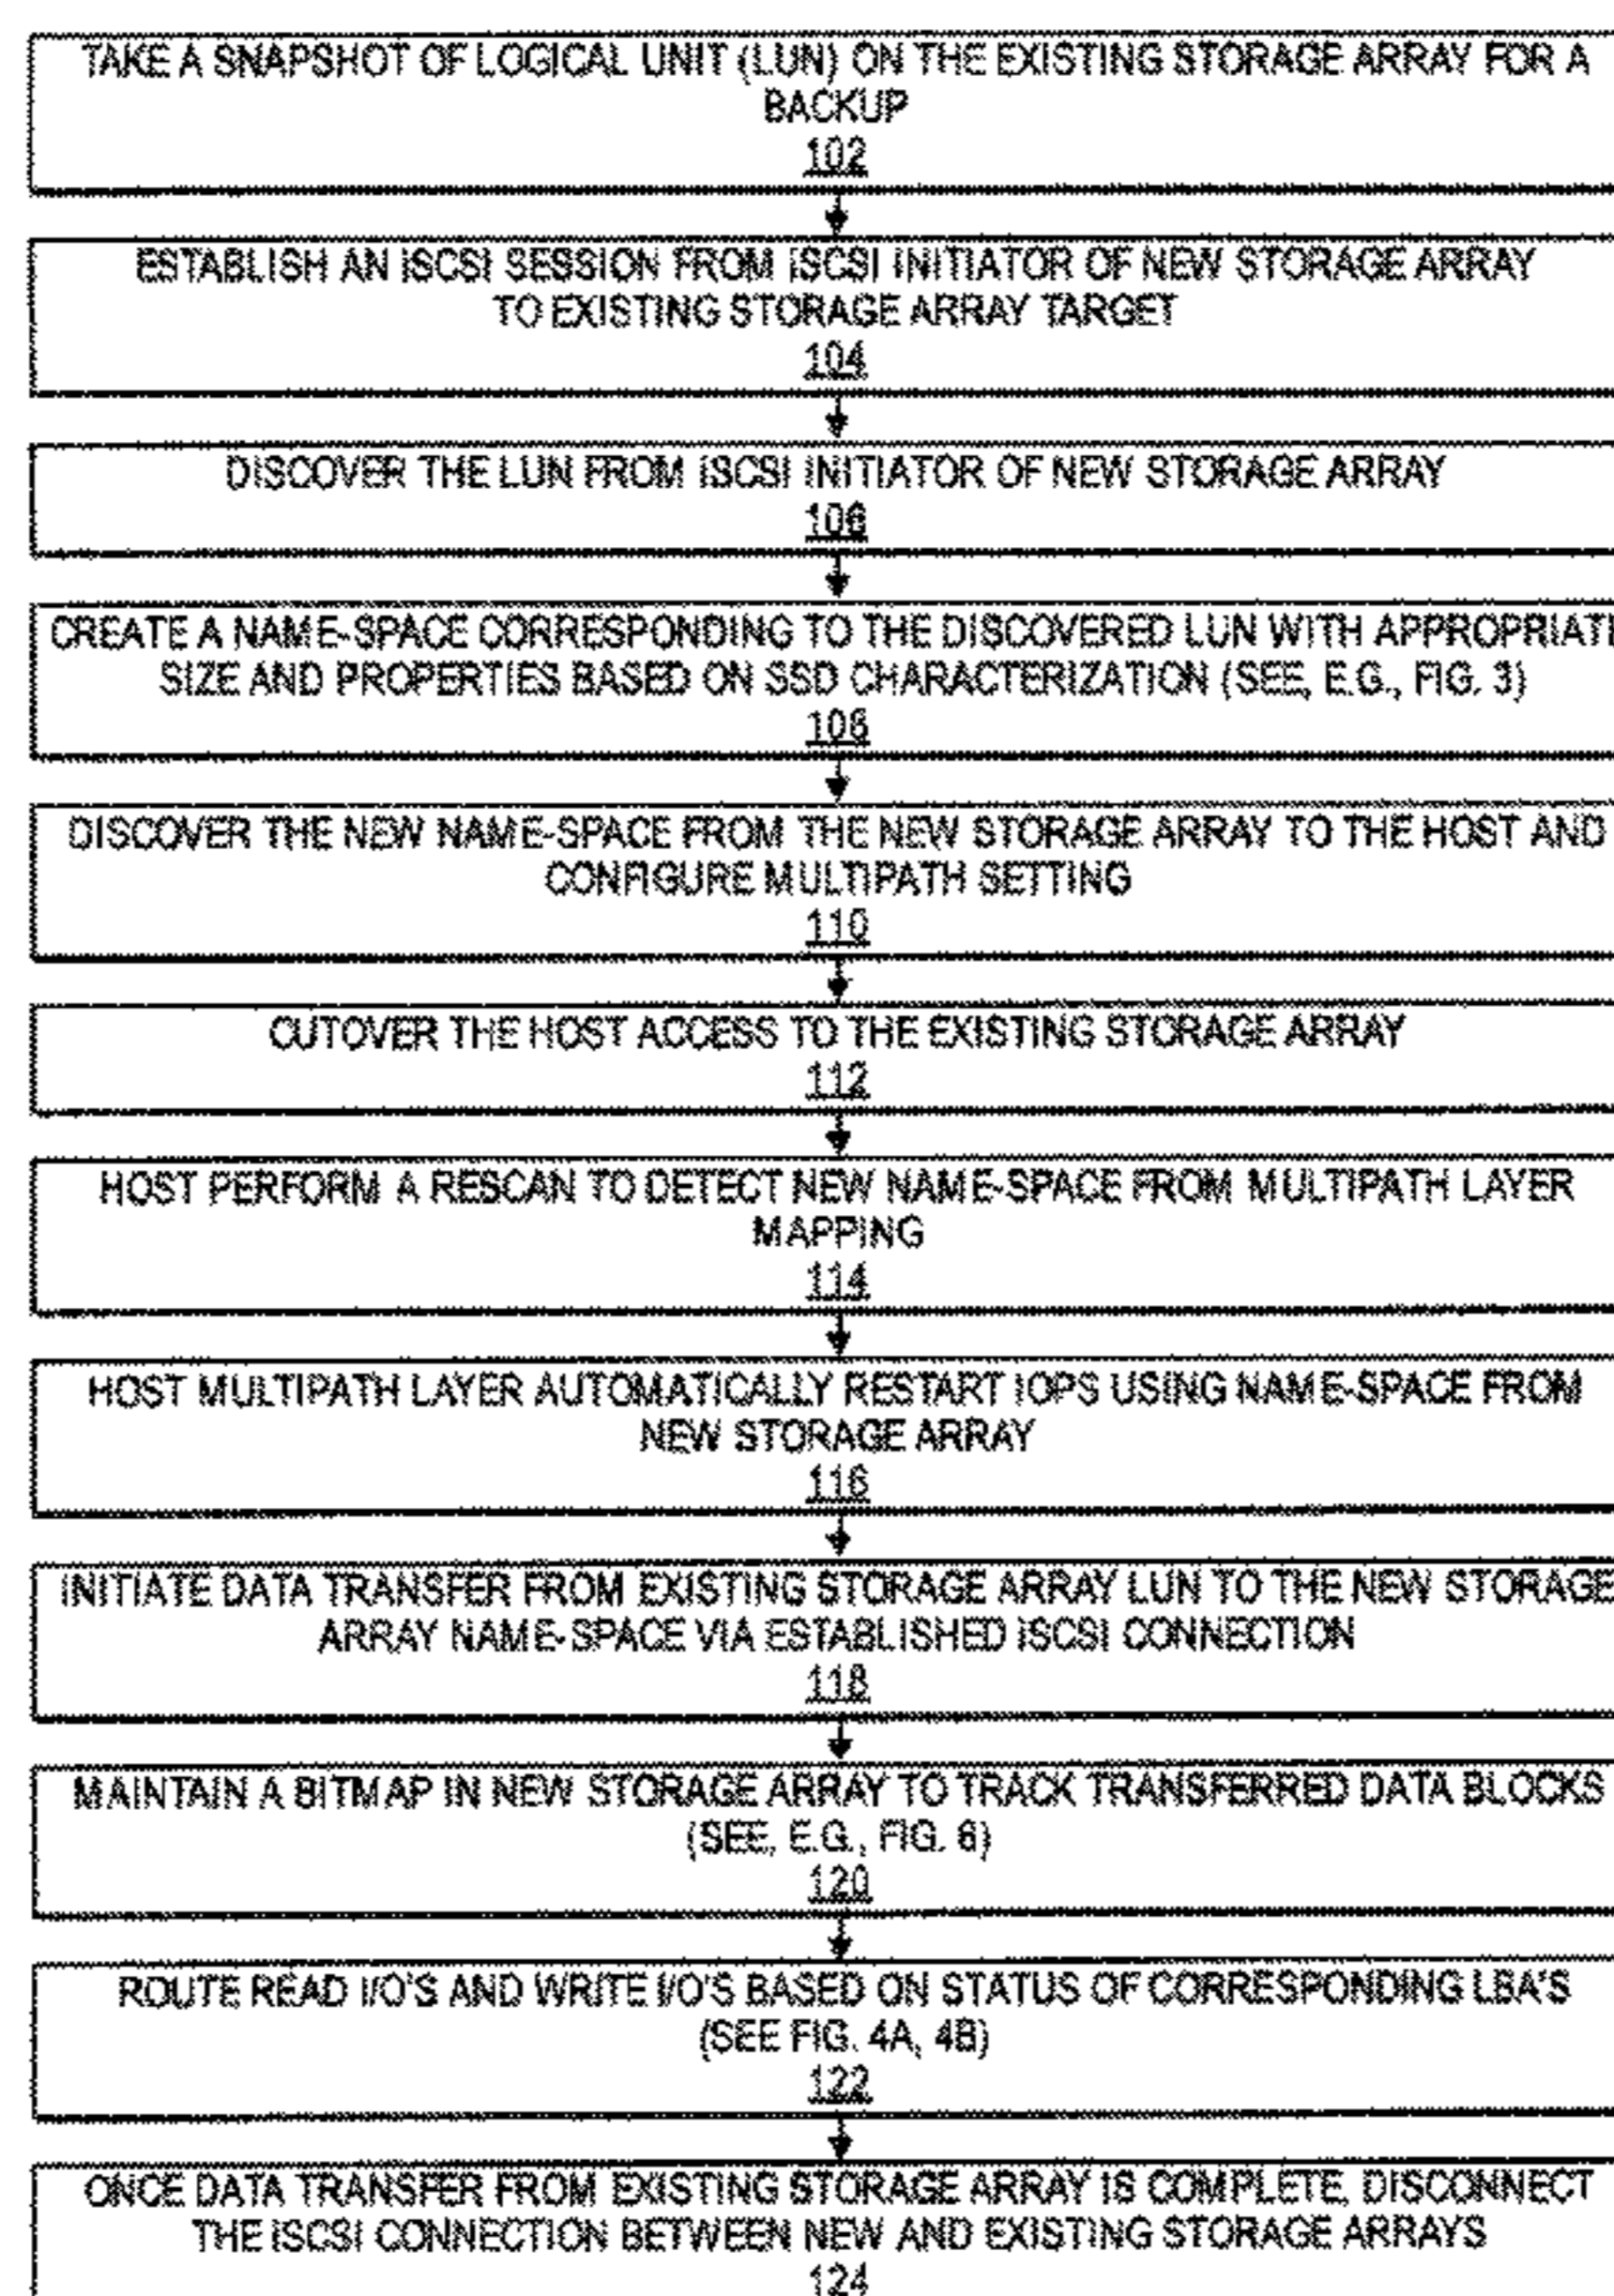 TAKE A SNAPSHOT OF LOGICAL UNIT (LUN) ON THE EXISTING STORAGE ARRAY FOR A
BACKUP
102
ESTABLISH AN iSCSI SESSION FROM iSCSI INITIATOR OF NEW STORAGE ARRAY
TO EXISTING STORAGE ARRAY TARGET
104
DISCOVER THE LUN FROM iSCSI INITIATOR OF NEW STORAGE ARRAY
106
CREATE A NAME-SPACE CORRESPONDING TO THE DISCOVERED LUN WITH APPROPRIATE
SIZE AND PROPERTIES BASED ON SSD CHARACTERIZATION (SEE, E.G., FIG. 3)
108
DISCOVER THE NEW NAME-SPACE FROM THE NEW STORAGE ARRAY TO THE HOST AND
CONFIGURE MULTIPATH SETTING
110
CUTOVER THE HOST ACCESS TO THE EXISTING STORAGE ARRAY
112
HOST PERFORM A RESCAN TO DETECT NEW NAME-SPACE FROM MULTIPATH LAYER
MAPPING
114
HOST MULTIPATH LAYER AUTOMATICALLY RESTART IOPS USING NAME-SPACE FROM
NEW STORAGE ARRAY
116
INITIATE DATA TRANSFER FROM EXISTING STORAGE ARRAY LUN TO THE NEW STORAGE
ARRAY NAME-SPACE VIA ESTABLISHED iSCSI CONNECTION
118
MAINTAIN A BITMAP IN NEW STORAGE ARRAY TO TRACK TRANSFERRED DATA BLOCKS
(SEE, E.G., FIG. 6)
120
ROUTE READ I/O'S AND WRITE I/O'S BASED ON STATUS OF CORRESPONDING LBA'S
(SEE FIG. 4A, 4B)
122
ONCE DATA TRANSFER FROM EXISTING STORAGE ARRAY IS COMPLETE, DISCONNECT
THE iSCSI CONNECTION BETWEEN NEW AND EXISTING STORAGE ARRAYS
124